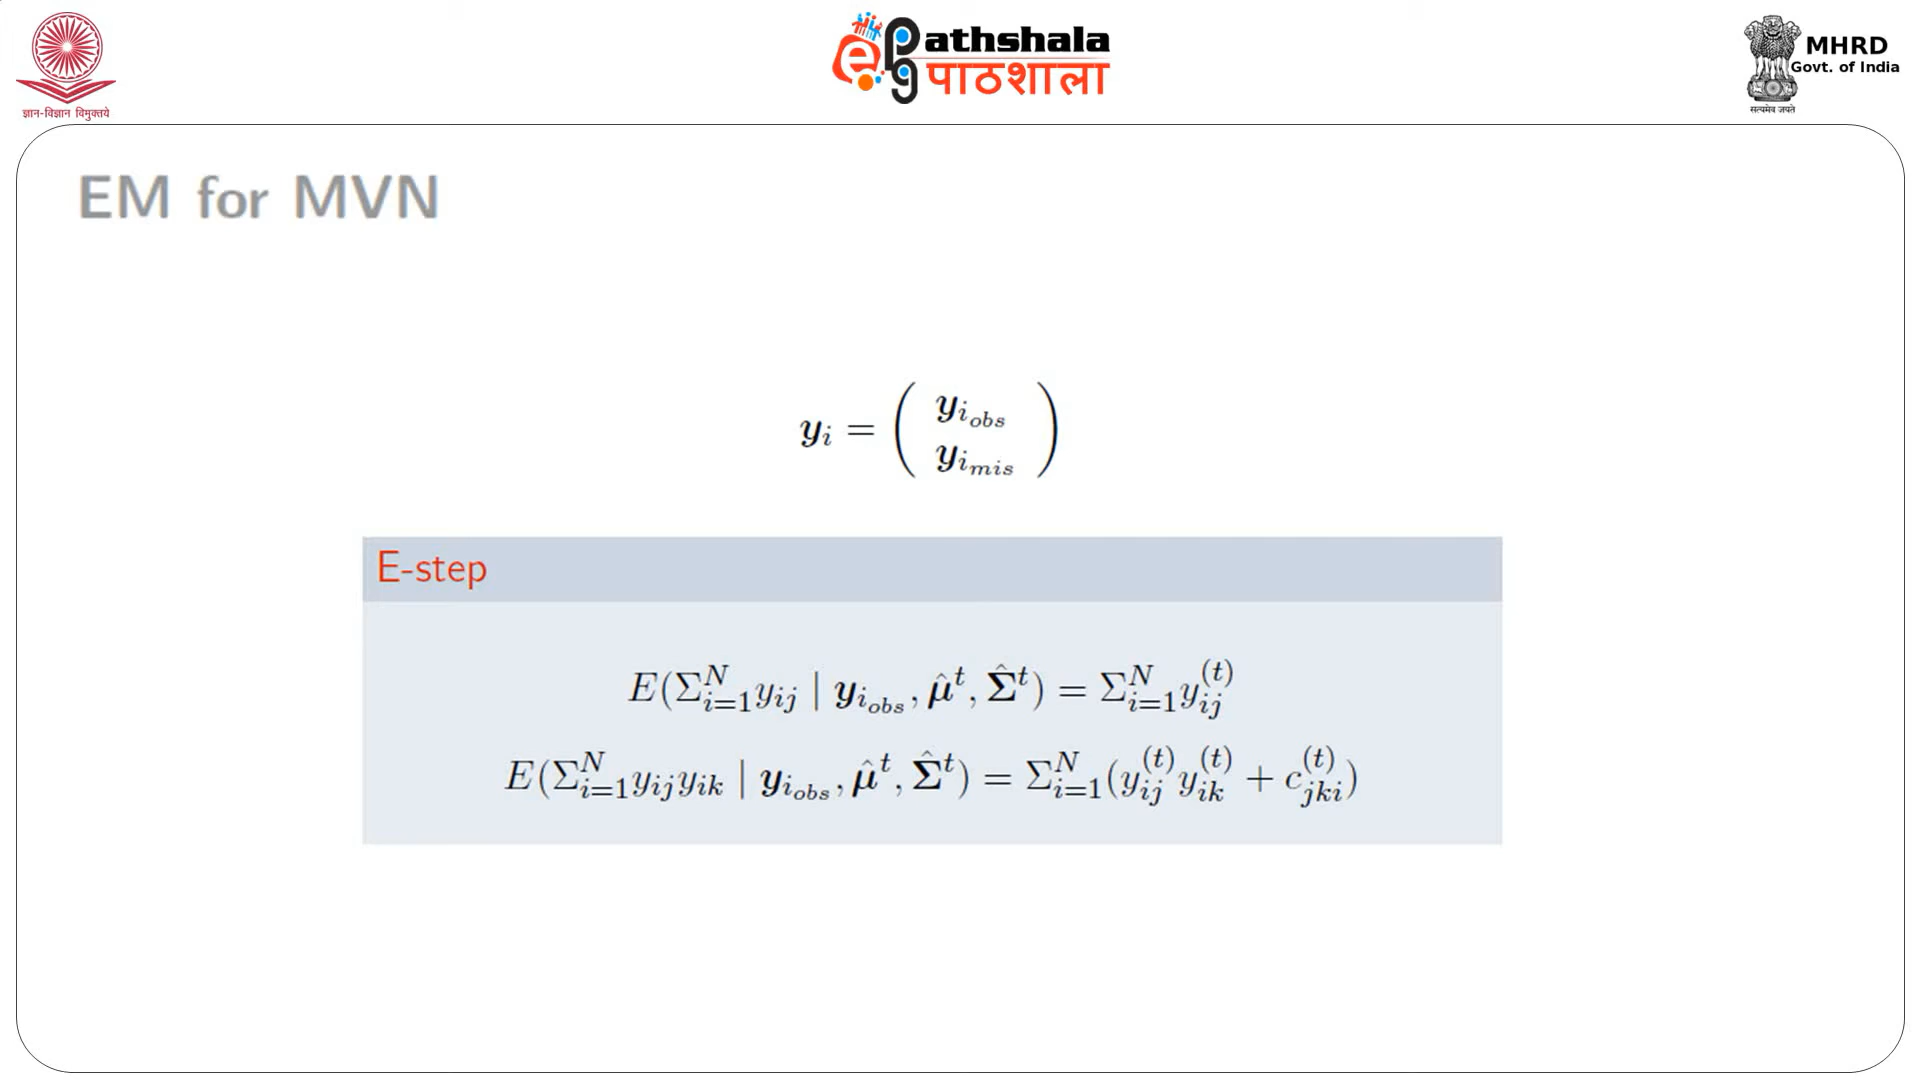 ज्ञान-विज्ञान विमुक्तये
ePathshala
pg पाठशाला
MHRD
Govt. of India
सत्यमेव जयते
EM for MVN
𝒚_i = ( 𝒚_{i_{obs}}
𝒚_{i_{mis}} )
E-step
E(Σ_{i=1}^{N} y_{ij} | 𝒚_{i_{obs}}, μ̂^t, Σ̂^t) = Σ_{i=1}^{N} y_{ij}^{(t)}
E(Σ_{i=1}^{N} y_{ij} y_{ik} | 𝒚_{i_{obs}}, μ̂^t, Σ̂^t) = Σ_{i=1}^{N} (y_{ij}^{(t)} y_{ik}^{(t)} + c_{jki}^{(t)})